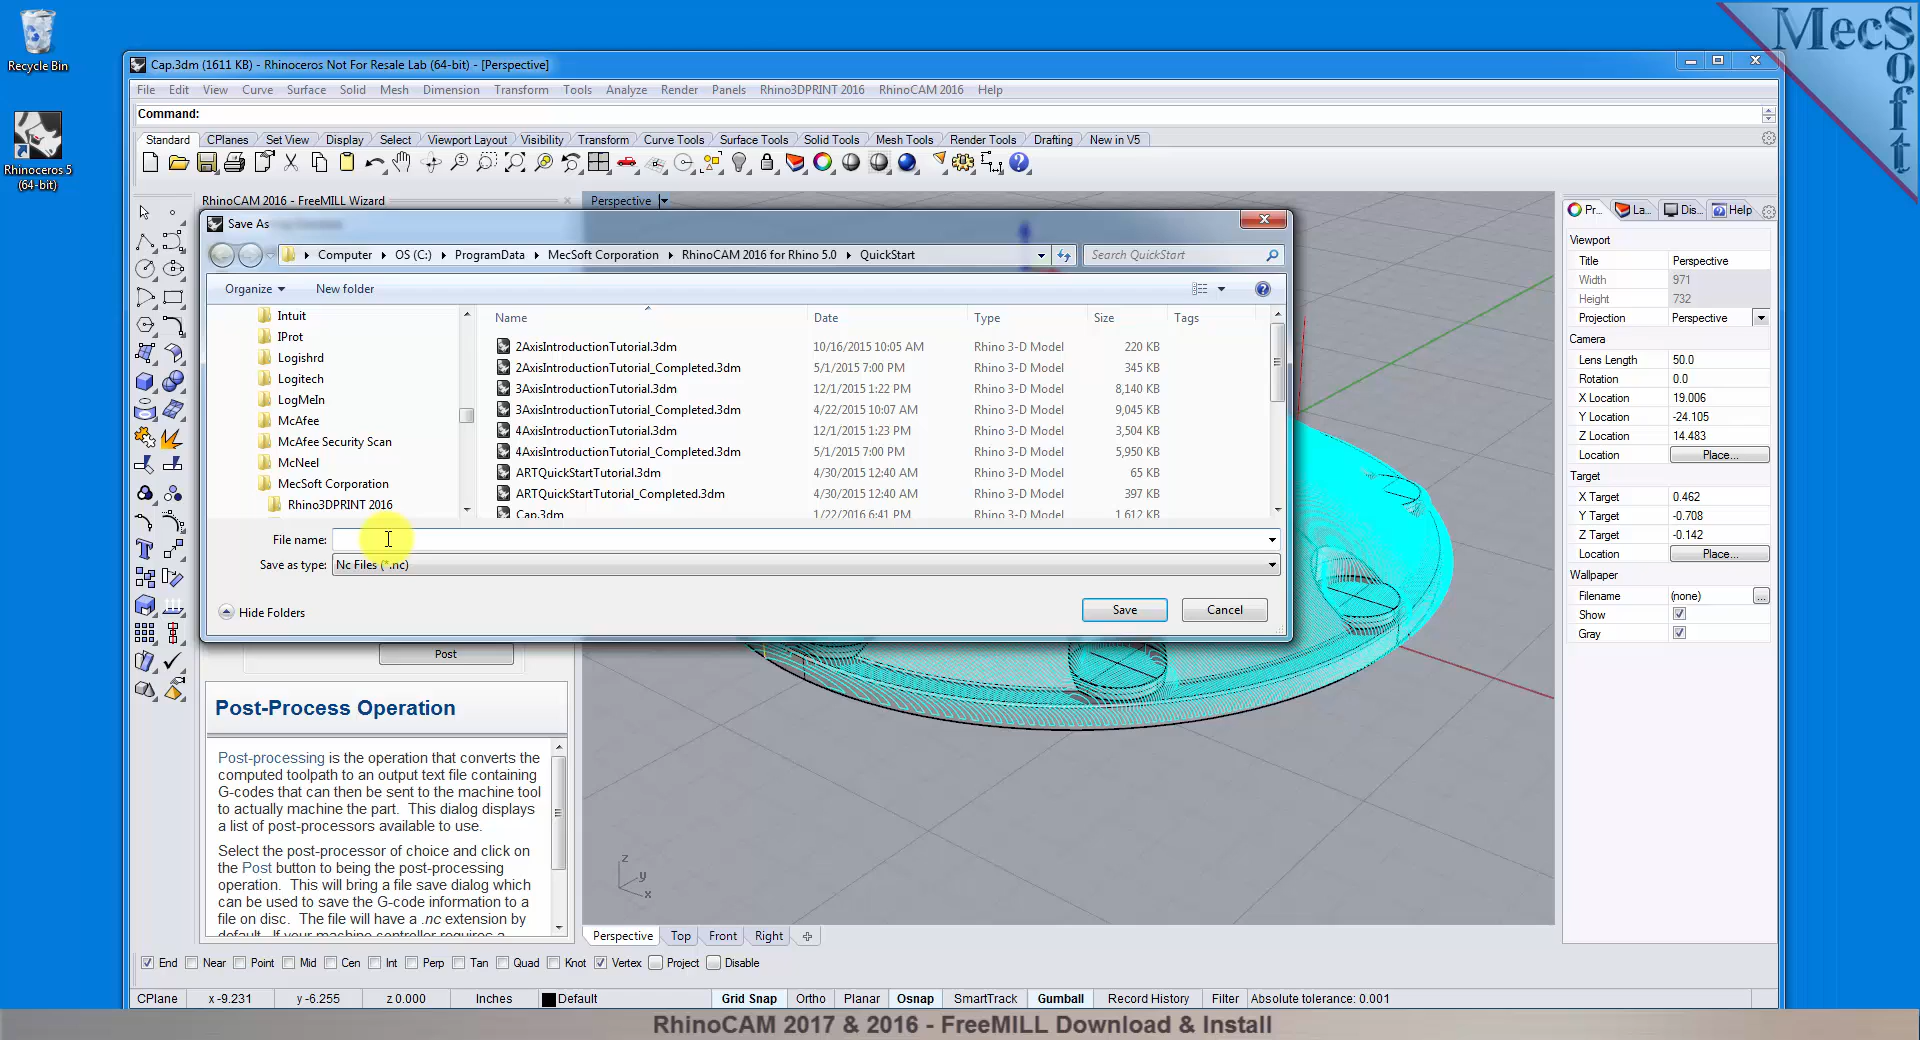 Recycle Bin
Rhinoceros 5
(64-bit)
MecSoft
Cap.3dm (1611 KB) - Rhinoceros Not For Resale Lab (64-bit) - [Perspective]
File Edit View Curve Surface Solid Mesh Dimension Transform Tools Analyze Render Panels Rhino3DPRINT 2016 RhinoCAM 2016 Help
Command:
Standard CPlanes Set View Display Select Viewport Layout Visibility Transform Curve Tools Surface Tools Solid Tools Mesh Tools Render Tools Drafting New in V5
RhinoCAM 2016 - FreeMILL Wizard
Perspective
Save As
Computer OS (C:) ProgramData MecSoft Corporation RhinoCAM 2016 for Rhino 5.0 QuickStart
Search QuickStart
Organize New folder
Intuit
IProt
Logishrd
Logitech
LogMeIn
McAfee
McAfee Security Scan
McNeel
MecSoft Corporation
Rhino3DPRINT 2016
Name Date Type Size Tags
2AxisIntroductionTutorial.3dm 10/16/2015 10:05 AM Rhino 3-D Model 220 KB
2AxisIntroductionTutorial_Completed.3dm 5/1/2015 7:00 PM Rhino 3-D Model 345 KB
3AxisIntroductionTutorial.3dm 12/1/2015 1:22 PM Rhino 3-D Model 8,140 KB
3AxisIntroductionTutorial_Completed.3dm 4/22/2015 10:07 AM Rhino 3-D Model 9,045 KB
4AxisIntroductionTutorial.3dm 12/1/2015 1:23 PM Rhino 3-D Model 3,504 KB
4AxisIntroductionTutorial_Completed.3dm 5/1/2015 7:00 PM Rhino 3-D Model 5,950 KB
ARTQuickStartTutorial.3dm 4/30/2015 12:40 AM Rhino 3-D Model 65 KB
ARTQuickStartTutorial_Completed.3dm 4/30/2015 12:40 AM Rhino 3-D Model 397 KB
Cap.3dm 1/22/2016 6:41 PM Rhino 3-D Model 1,612 KB
File name:
Save as type: Nc Files (*.nc)
Hide Folders
Save Cancel
Post
Post-Process Operation
Post-processing is the operation that converts the
computed toolpath to an output text file containing
G-codes that can then be sent to the machine tool
to actually machine the part. This dialog displays
a list of post-processors available to use.
Select the post-processor of choice and click on
the Post button to being the post-processing
operation. This will bring a file save dialog which
can be used to save the G-code information to a
file on disc. The file will have a .nc extension by
default. If your machine controller requires a
z
y
x
Perspective Top Front Right
Pr... La... Dis... Help
Viewport
Title Perspective
Width 971
Height 732
Projection Perspective
Camera
Lens Length 50.0
Rotation 0.0
X Location 19.006
Y Location -24.105
Z Location 14.483
Location Place...
Target
X Target 0.462
Y Target -0.708
Z Target -0.142
Location Place...
Wallpaper
Filename (none) ...
Show
Gray
End Near Point Mid Cen Int Perp Tan Quad Knot Vertex Project Disable
CPlane x -9.231 y -6.255 z 0.000 Inches Default Grid Snap Ortho Planar Osnap SmartTrack Gumball Record History Filter Absolute tolerance: 0.001
RhinoCAM 2017 & 2016 - FreeMILL Download & Install